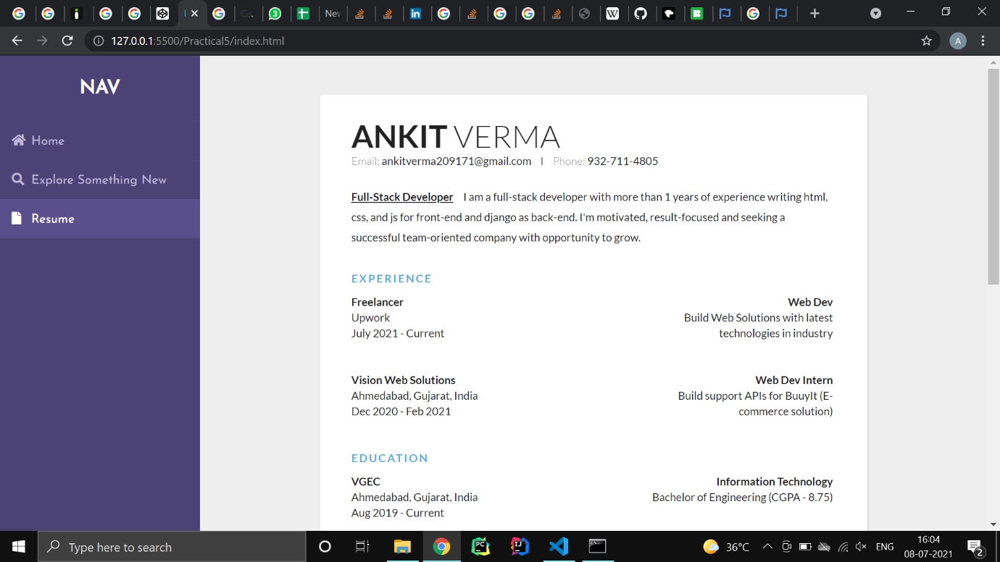 Co.
3
New
127.0.0.1:5500/Practical5/index.html
A
NAV
Home
Explore Something New
Resume
ANKIT VERMA
Email: ankitverma209171@gmail.com I Phone: 932-711-4805
Full-Stack Developer I am a full-stack developer with more than 1 years of experience writing html,
css, and js for front-end and django as back-end. I'm motivated, result-focused and seeking a
successful team-oriented company with opportunity to grow.
EXPERIENCE
Freelancer
Upwork
July 2021 - Current
Web Dev
Build Web Solutions with latest
technologies in industry
Vision Web Solutions
Ahmedabad, Gujarat, India
Dec 2020 - Feb 2021
Web Dev Intern
Build support APIs for BuuyIt (E-
commerce solution)
EDUCATION
VGEC
Ahmedabad, Gujarat, India
Aug 2019 - Current
Information Technology
Bachelor of Engineering (CGPA - 8.75)
Type here to search
PC
IJ
36°C
ENG
16:04
08-07-2021
2